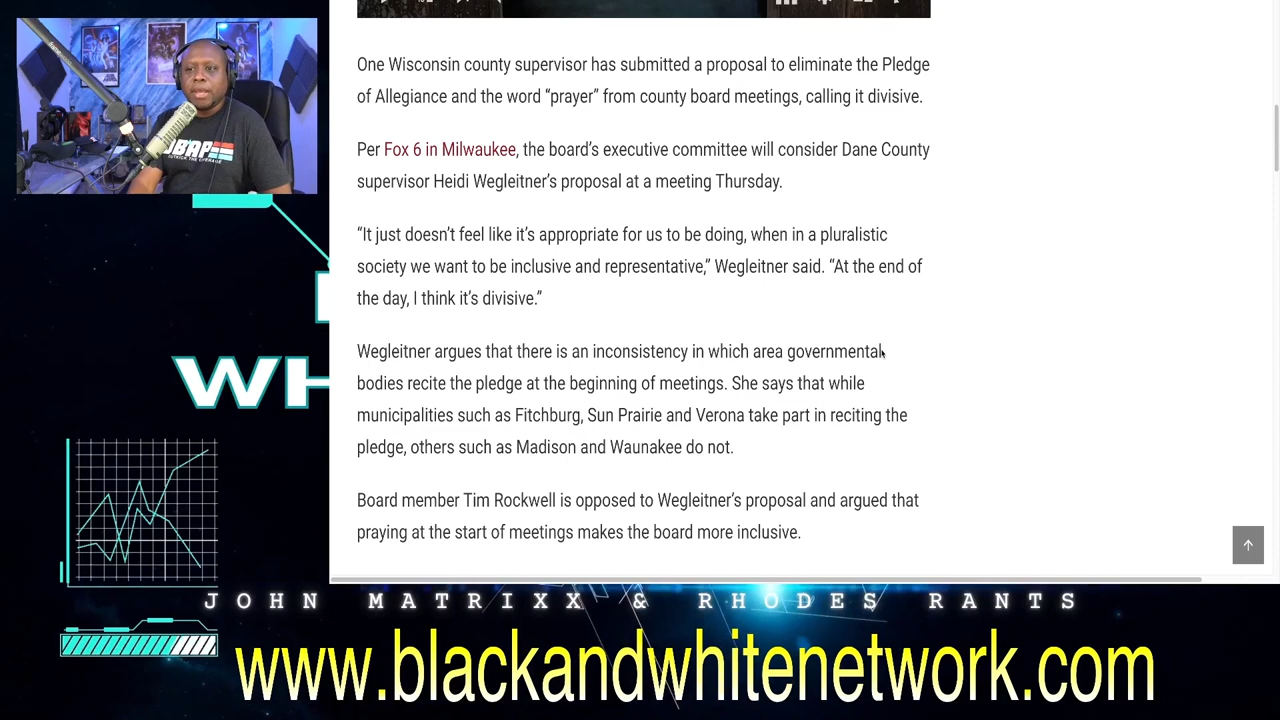 One Wisconsin county supervisor has submitted a proposal to eliminate the Pledge
of Allegiance and the word “prayer” from county board meetings, calling it divisive.
Per Fox 6 in Milwaukee, the board’s executive committee will consider Dane County
supervisor Heidi Wegleitner’s proposal at a meeting Thursday.
“It just doesn’t feel like it’s appropriate for us to be doing, when in a pluralistic
society we want to be inclusive and representative,” Wegleitner said. “At the end of
the day, I think it’s divisive.”
Wegleitner argues that there is an inconsistency in which area governmental
bodies recite the pledge at the beginning of meetings. She says that while
municipalities such as Fitchburg, Sun Prairie and Verona take part in reciting the
pledge, others such as Madison and Waunakee do not.
Board member Tim Rockwell is opposed to Wegleitner’s proposal and argued that
praying at the start of meetings makes the board more inclusive.
WH
JOHN MATRIXX & RHODES RANTS
www.blackandwhitenetwork.com